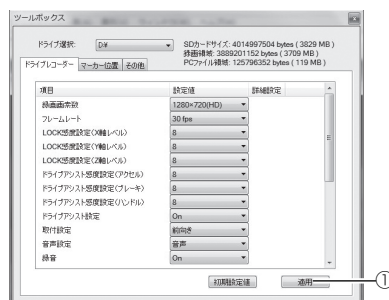 ツールボックス
ドライブ選択: D¥
SDカードサイズ: 4014997504 bytes ( 3829 MB )
録画領域: 3889201152 bytes ( 3709 MB )
PCファイル領域: 125796352 bytes ( 119 MB )
ドライブレコーダー マーカー位置 その他
項目 設定値 詳細設定
録画画素数 1280×720(HD)
フレームレート 30 fps
LOCK感度設定(X軸レベル) 8
LOCK感度設定(Y軸レベル) 8
LOCK感度設定(Z軸レベル) 8
ドライブアシスト感度設定(アクセル) 8
ドライブアシスト感度設定(ブレーキ) 8
ドライブアシスト感度設定(ハンドル) 8
ドライブアシスト設定 On
取付設定 前向き
音声設定 音声
録音 On
初期設定値 適用 ①